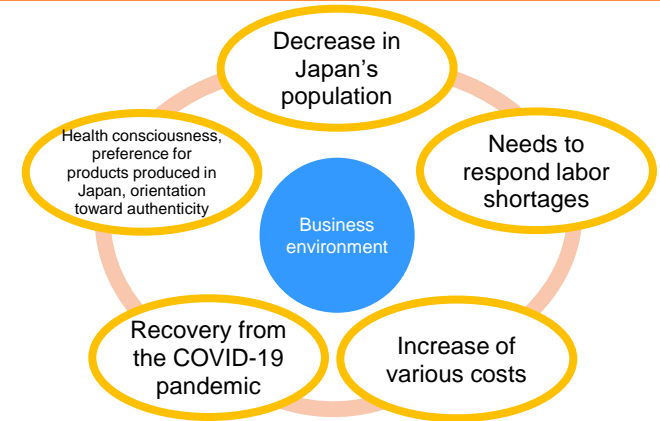 Decrease in
Japan's
population
Health consciousness,
preference for
products produced in
Japan, orientation
toward authenticity
Needs to
respond labor
shortages
Business
environment
Recovery from
the COVID-19
pandemic
Increase of
various costs